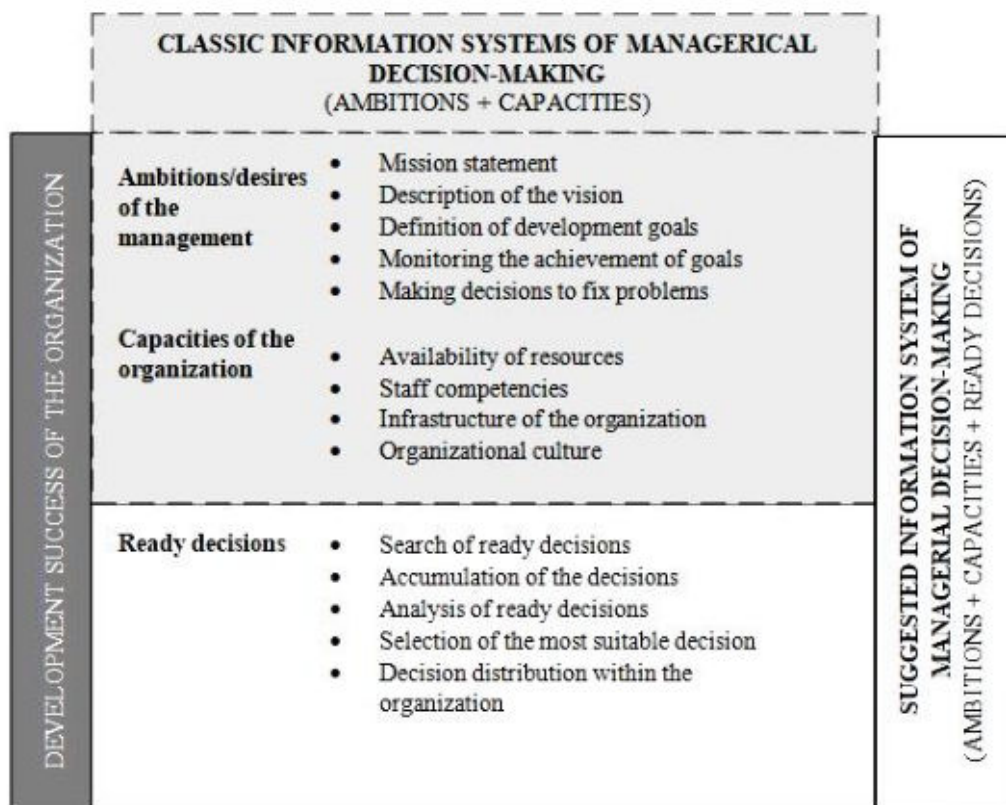 CLASSIC INFORMATION SYSTEMS OF MANAGERICAL
DECISION-MAKING
(AMBITIONS + CAPACITIES)
DEVELOPMENT SUCCESS OF THE ORGANIZATION
Ambitions/desires
of the
management
• Mission statement
• Description of the vision
• Definition of development goals
• Monitoring the achievement of goals
• Making decisions to fix problems
Capacities of the
organization
• Availability of resources
• Staff competencies
• Infrastructure of the organization
• Organizational culture
Ready decisions
• Search of ready decisions
• Accumulation of the decisions
• Analysis of ready decisions
• Selection of the most suitable decision
• Decision distribution within the
organization
SUGGESTED INFORMATION SYSTEM OF
MANAGERIAL DECISION-MAKING
(AMBITIONS + CAPACITIES + READY DECISIONS)